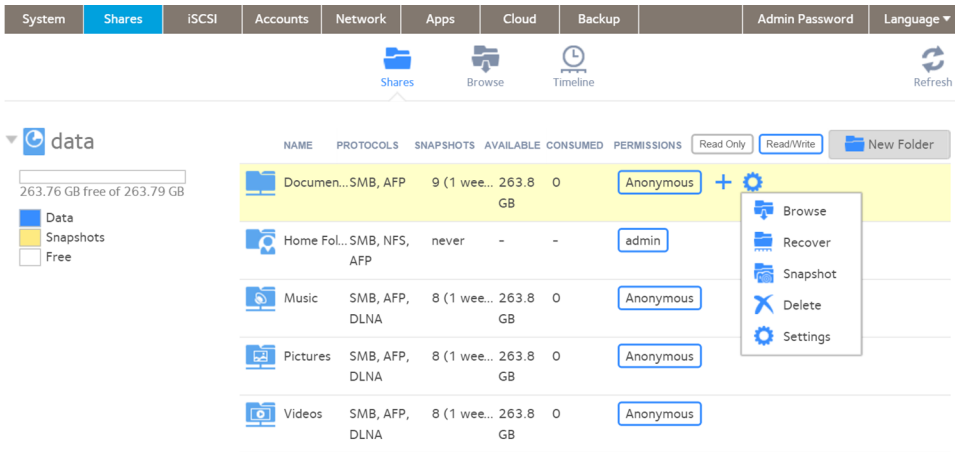 System Shares iSCSI Accounts Network Apps Cloud Backup Admin Password Language
Shares Browse Timeline Refresh
data
263.76 GB free of 263.79 GB
Data
Snapshots
Free
NAME PROTOCOLS SNAPSHOTS AVAILABLE CONSUMED PERMISSIONS Read Only Read/Write New Folder
Documen... SMB, AFP 9 (1 wee... 263.8 0 Anonymous
GB
Home Fol... SMB, NFS, never - - admin
AFP
Music SMB, AFP, 8 (1 wee... 263.8 0 Anonymous
DLNA GB
Pictures SMB, AFP, 8 (1 wee... 263.8 0 Anonymous
DLNA GB
Videos SMB, AFP, 8 (1 wee... 263.8 0 Anonymous
DLNA GB
Browse
Recover
Snapshot
Delete
Settings